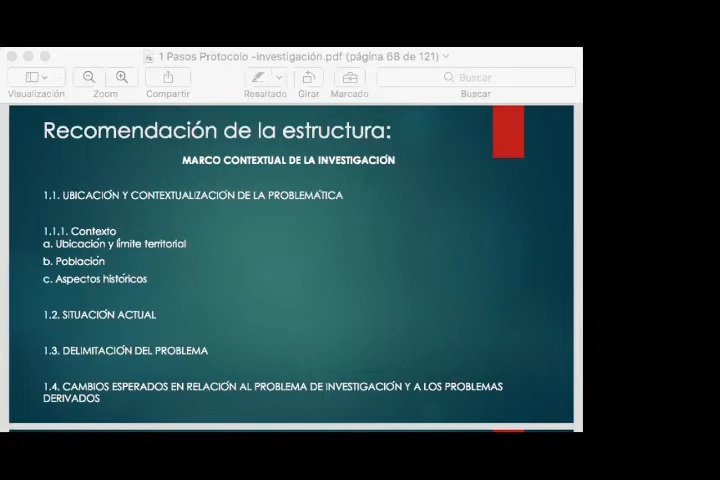 1 Pasos Protocolo -investigación.pdf (página 68 de 121)
Visualización
Zoom
Compartir
Resaltado
Girar
Marcado
Buscar
Buscar
Recomendación de la estructura:
MARCO CONTEXTUAL DE LA INVESTIGACIÓN
1.1. UBICACIÓN Y CONTEXTUALIZACIÓN DE LA PROBLEMÁTICA
1.1.1. Contexto
a. Ubicación y límite territorial
b. Población
c. Aspectos históricos
1.2. SITUACIÓN ACTUAL
1.3. DELIMITACIÓN DEL PROBLEMA
1.4. CAMBIOS ESPERADOS EN RELACIÓN AL PROBLEMA DE INVESTIGACIÓN Y A LOS PROBLEMAS
DERIVADOS